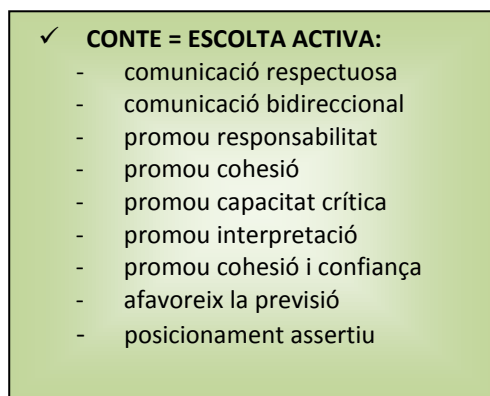 ✓ CONTE = ESCOLTA ACTIVA:
- comunicació respectuosa
- comunicació bidireccional
- promou responsabilitat
- promou cohesió
- promou capacitat crítica
- promou interpretació
- promou cohesió i confiança
- afavoreix la previsió
- posicionament assertiu